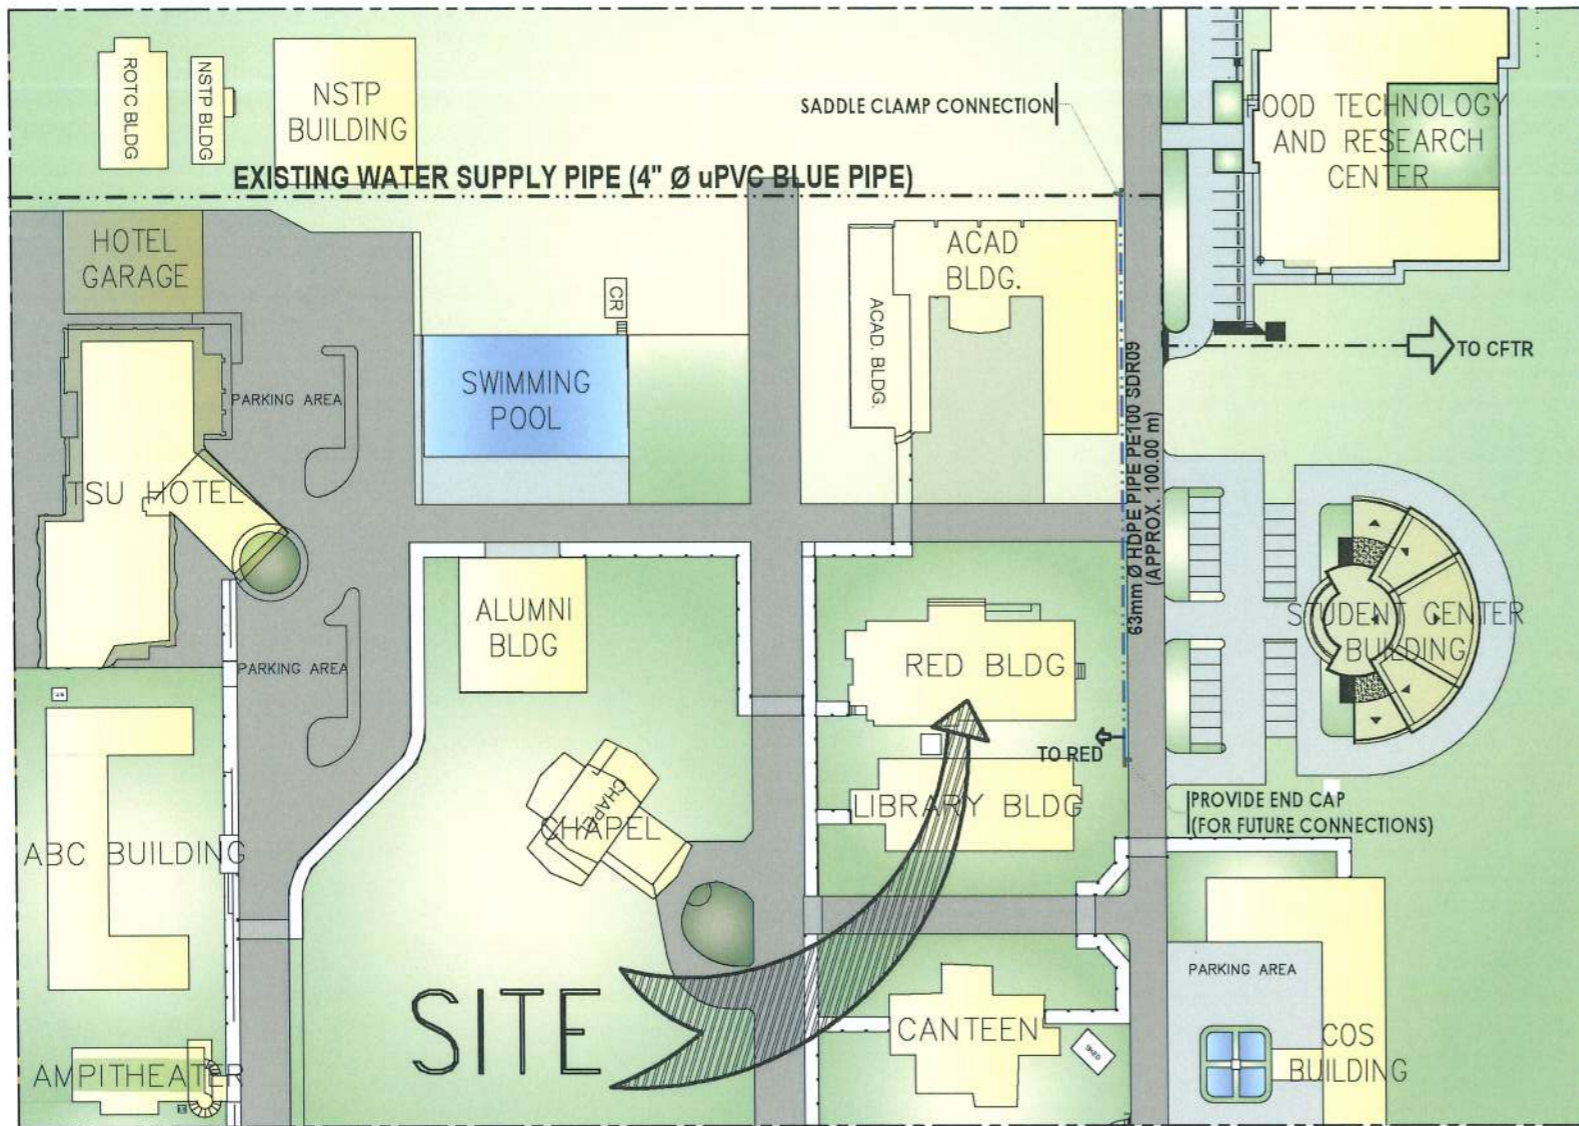 ROTC BLDG
NSTP BLDG
NSTP
BUILDING
SADDLE CLAMP CONNECTION
OOD TECHNOLOGY
AND RESEARCH
CENTER
EXISTING WATER SUPPLY PIPE (4" Ø uPVC BLUE PIPE)
HOTEL
GARAGE
CR
ACAD
BLDG.
ACAD. BLDG.
TO CFTR
SWIMMING
POOL
PARKING AREA
63mm Ø HDPE PIPE PE100 SDR09
(APPROX. 100.00 m)
TSU HOTEL
ALUMNI
BLDG
STUDENT CENTER
BUILDING
RED BLDG
PARKING AREA
TO RED
CHAPEL
CHAPEL
LIBRARY BLDG
PROVIDE END CAP
(FOR FUTURE CONNECTIONS)
ABC BUILDING
PARKING AREA
SITE
CANTEEN
SHED
COS
BUILDING
AMPITHEATER